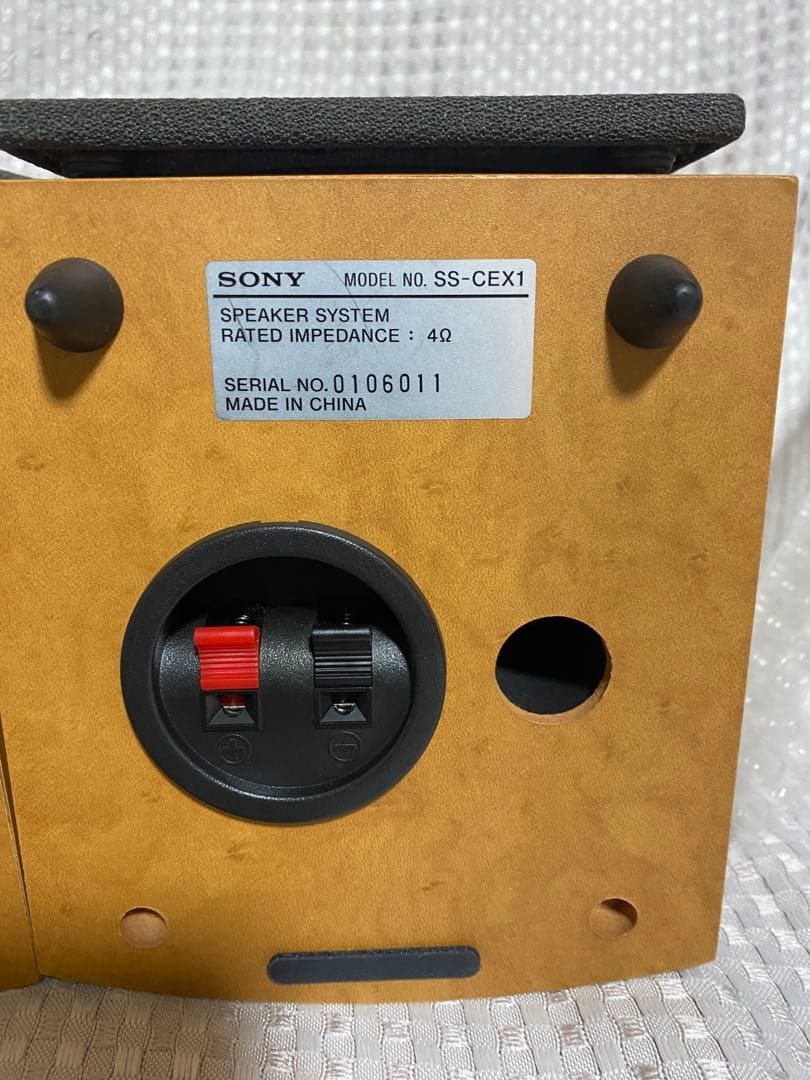 SONY MODEL NO. SS-CEX1
SPEAKER SYSTEM
RATED IMPEDANCE : 4Ω
SERIAL NO. 0106011
MADE IN CHINA
+ −